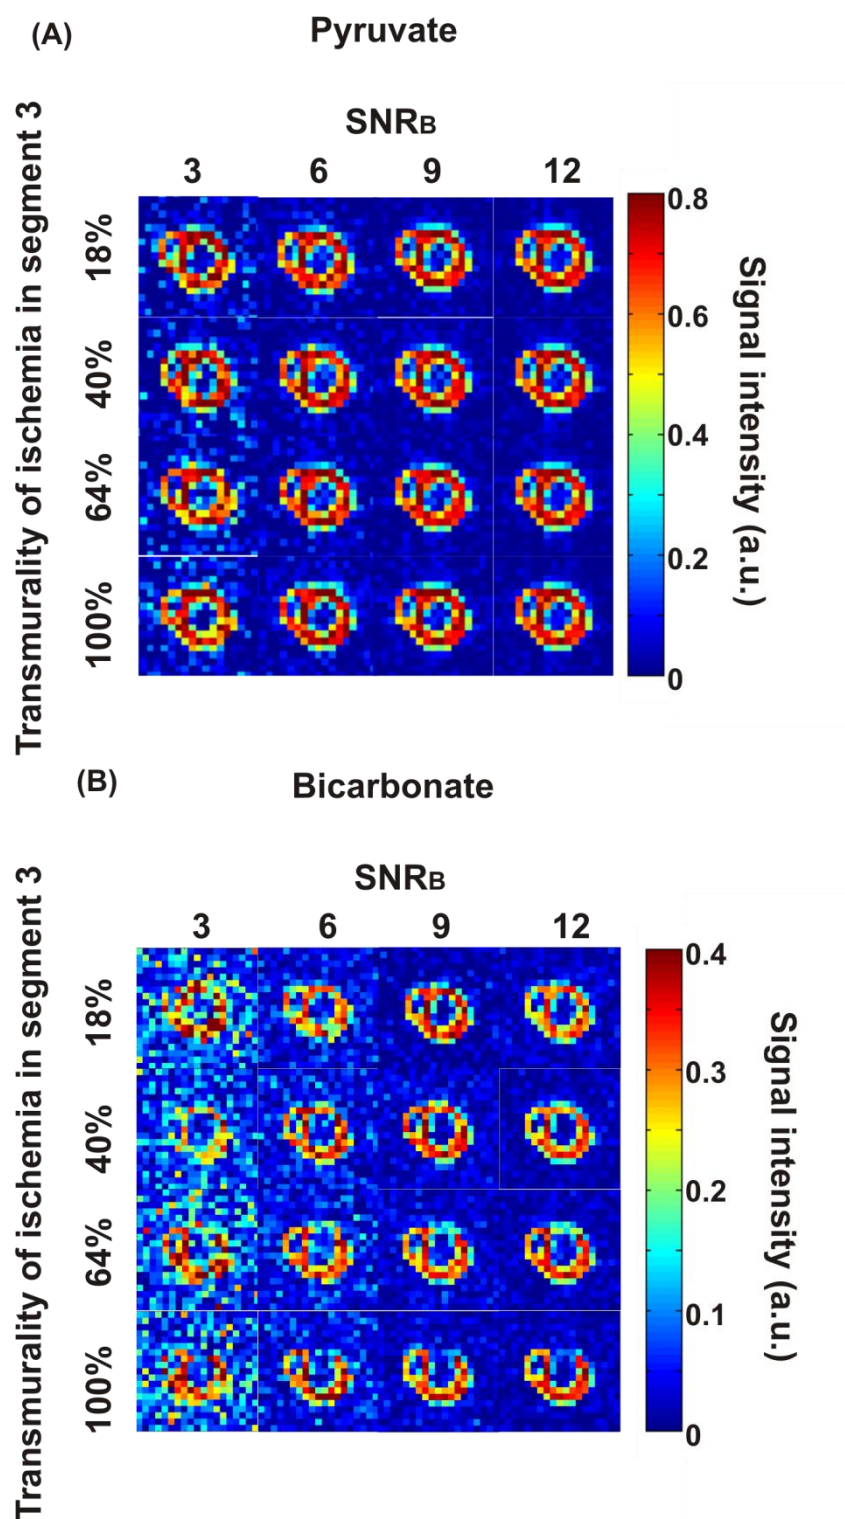 (A)
Pyruvate
SNRB
3 6 9 12
Transmurality of ischemia in segment 3
18%
40%
64%
100%
0.8
0.6
0.4
0.2
0
Signal intensity (a.u.)
(B)
Bicarbonate
SNRB
3 6 9 12
Transmurality of ischemia in segment 3
18%
40%
64%
100%
0.4
0.3
0.2
0.1
0
Signal intensity (a.u.)